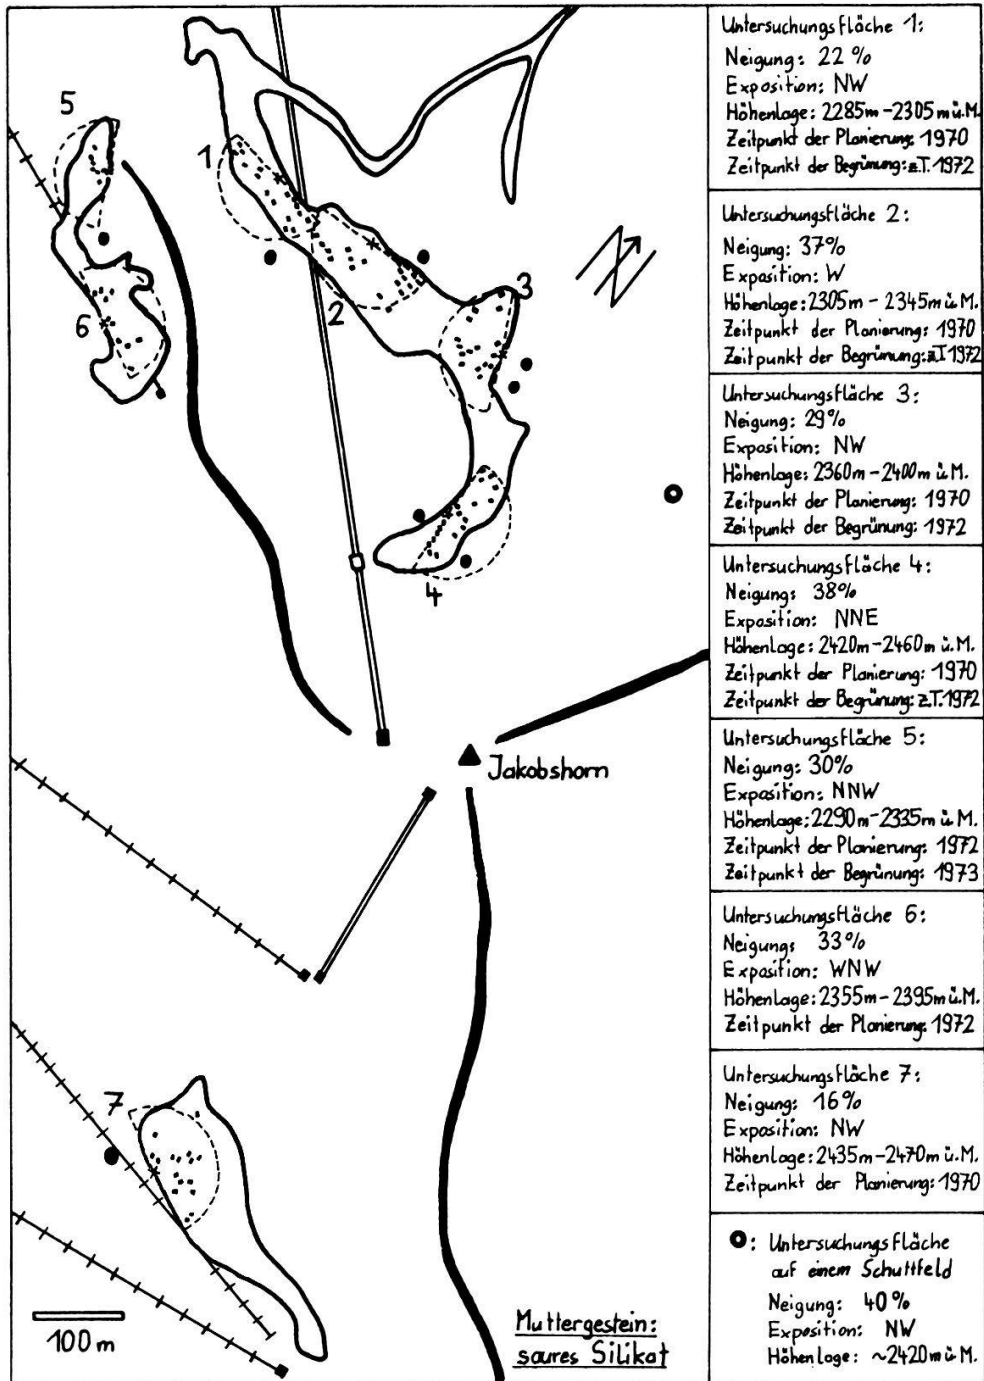 5
1
2
3
6
4
Jakobshorn
7
100 m
Muttergestein:
saures Silikat
Untersuchungsfläche 1:
Neigung: 22 %
Exposition: NW
Höhenlage: 2285m – 2305m ü.M.
Zeitpunkt der Planierung: 1970
Zeitpunkt der Begrünung: z.T. 1972
Untersuchungsfläche 2:
Neigung: 37%
Exposition: W
Höhenlage: 2305m – 2345m ü.M.
Zeitpunkt der Planierung: 1970
Zeitpunkt der Begrünung: z.T 1972
Untersuchungsfläche 3:
Neigung: 29%
Exposition: NW
Höhenlage: 2360m – 2400m ü.M.
Zeitpunkt der Planierung: 1970
Zeitpunkt der Begrünung: 1972
Untersuchungsfläche 4:
Neigung: 38%
Exposition: NNE
Höhenlage: 2420m – 2460m ü.M.
Zeitpunkt der Planierung: 1970
Zeitpunkt der Begrünung: z.T. 1972
Untersuchungsfläche 5:
Neigung: 30%
Exposition: NNW
Höhenlage: 2290m – 2335m ü.M.
Zeitpunkt der Planierung: 1972
Zeitpunkt der Begrünung: 1973
Untersuchungsfläche 6:
Neigung: 33%
Exposition: WNW
Höhenlage: 2355m – 2395m ü.M.
Zeitpunkt der Planierung: 1972
Untersuchungsfläche 7:
Neigung: 16%
Exposition: NW
Höhenlage: 2435m – 2470m ü.M.
Zeitpunkt der Planierung: 1970
: Untersuchungsfläche
auf einem Schuttfeld
Neigung: 40%
Exposition: NW
Höhenlage: ~2420m ü.M.